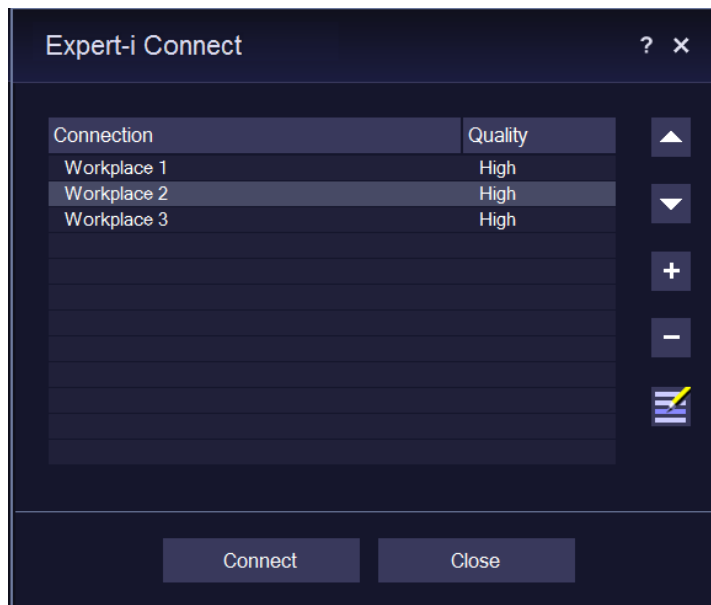 Expert-i Connect ? ×
Connection Quality
Workplace 1 High
Workplace 2 High
Workplace 3 High
+
−
Connect Close